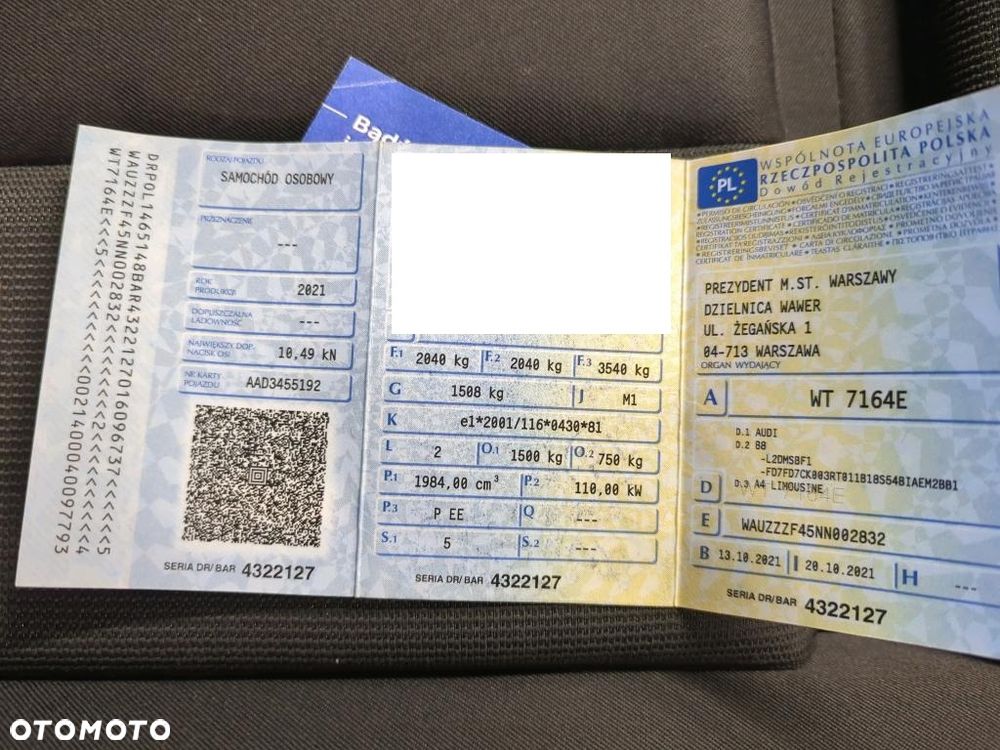 Bad
DRPOL1465148BAR4322127016096737<<<<<5
WAUZZZF45NN002832<<<<<<<<<<<<2<<<<<<4
WT7164E<<<5<<<<<<<<<<<<0021400040097793
RODZAJ POJAZDU
SAMOCHÓD OSOBOWY
PRZEZNACZENIE
---
ROK PRODUKCJI 2021
DOPUSZCZALNA ŁADOWNOŚĆ ---
NAJWIĘKSZY DOP. NACISK OSI 10,49 kN
NR KARTY POJAZDU AAD3455192
SERIA DR/BAR 4322127
F.1 2040 kg F.2 2040 kg F.3 3540 kg
G 1508 kg J M1
K e1*2001/116*0430*81
L 2 O.1 1500 kg O.2 750 kg
P.1 1984,00 cm³ P.2 110,00 kW
P.3 P EE Q ---
S.1 5 S.2 ---
SERIA DR/BAR 4322127
PL
WSPÓLNOTA EUROPEJSKA
RZECZPOSPOLITA POLSKA
Dowód Rejestracyjny
PREZYDENT M.ST. WARSZAWY
DZIELNICA WAWER
UL. ŻEGAŃSKA 1
04-713 WARSZAWA
ORGAN WYDAJĄCY
A WT 7164E
D.1 AUDI
D.2 B8
-L2DMSBF1
-FD7FD7CK003RT011B18S54BIAEM2BB1
D D.3 A4 LIMOUSINE
E WAUZZZF45NN002832
B 13.10.2021 I 20.10.2021 H ---
SERIA DR/BAR 4322127
OTOMOTO